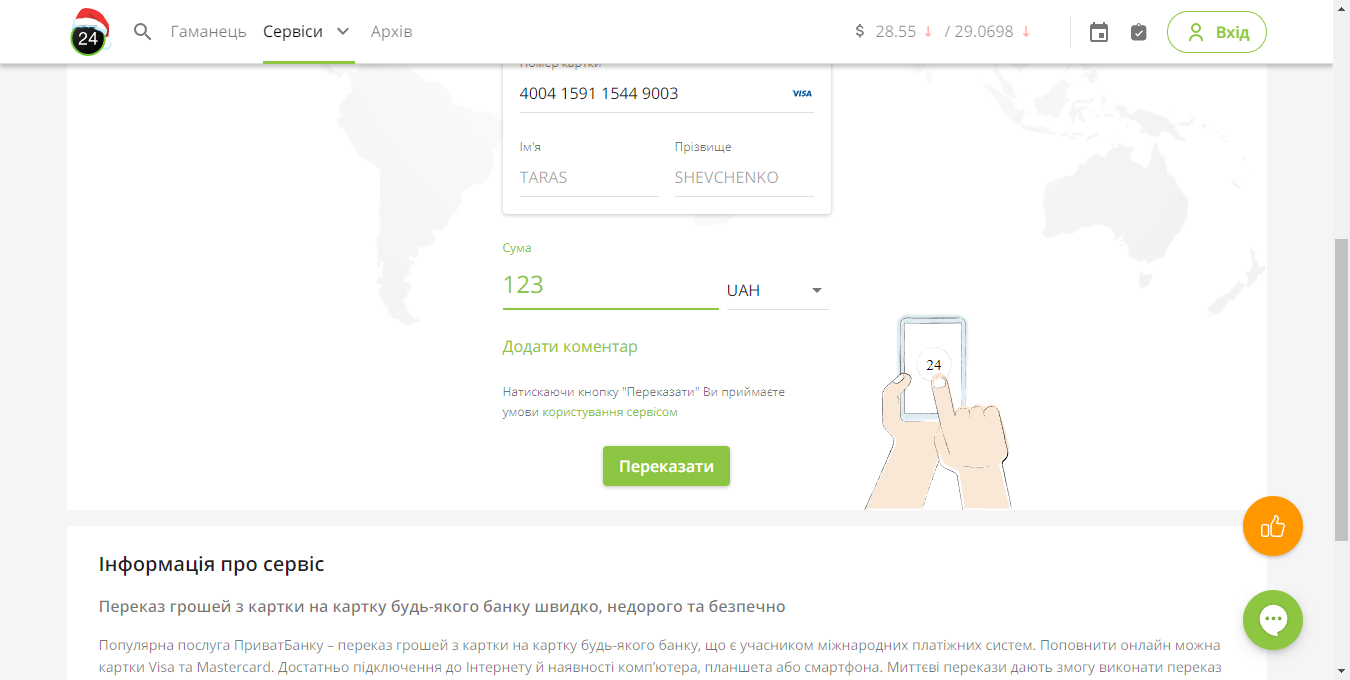 24
Гаманець Сервіси Архів
$ 28.55 ↓ / 29.0698 ↓
Вхід
Номер картки
4004 1591 1544 9003 VISA
Ім'я Прізвище
TARAS SHEVCHENKO
Сума
123 UAH
Додати коментар
Натискаючи кнопку "Переказати" Ви приймаєте
умови користування сервісом
Переказати
24
Інформація про сервіс
Переказ грошей з картки на картку будь-якого банку швидко, недорого та безпечно
Популярна послуга ПриватБанку – переказ грошей з картки на картку будь-якого банку, що є учасником міжнародних платіжних систем. Поповнити онлайн можна
картки Visa та Mastercard. Достатньо підключення до Інтернету й наявності комп’ютера, планшета або смартфона. Миттєві перекази дають змогу виконати переказ